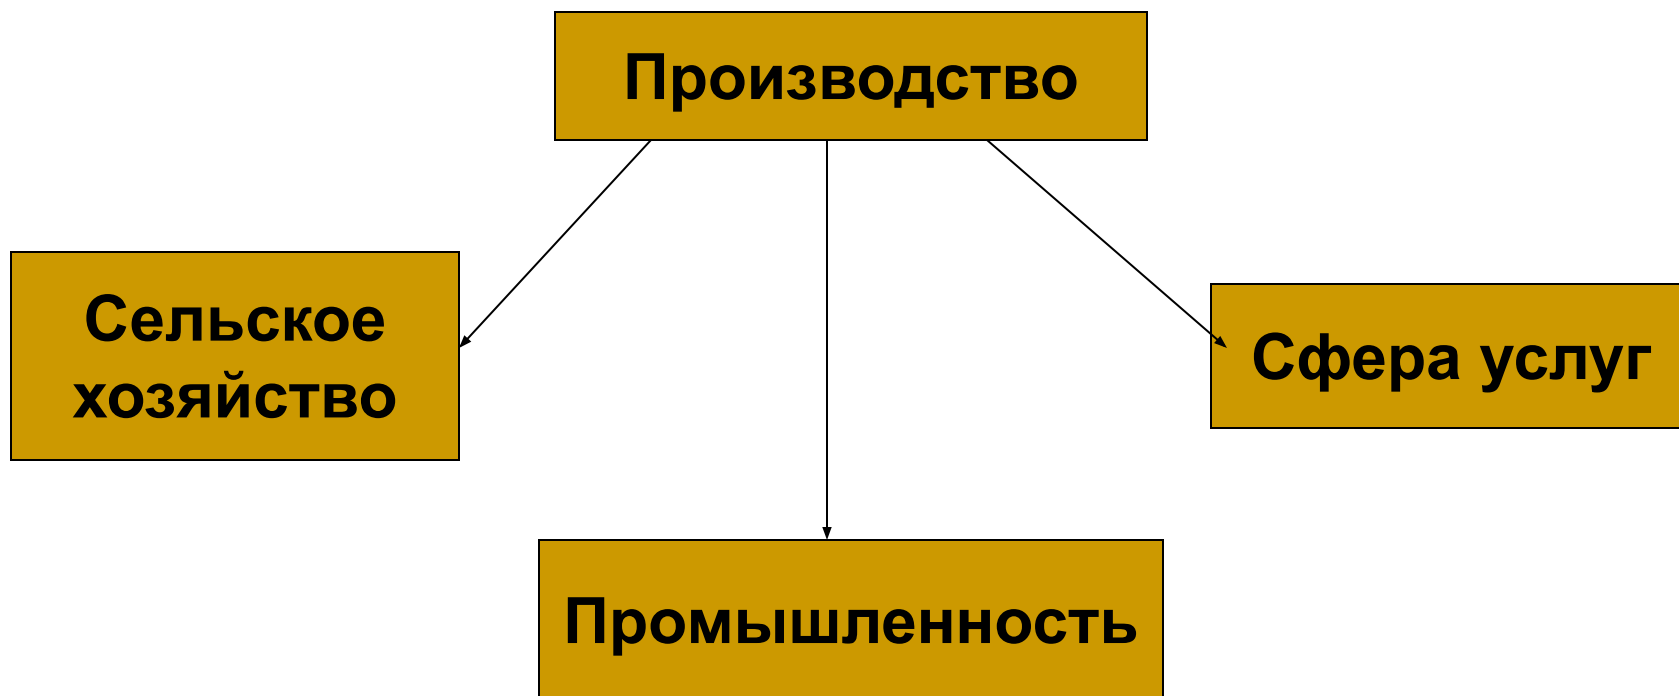 Производство
Сельское
хозяйство
Сфера услуг
Промышленность